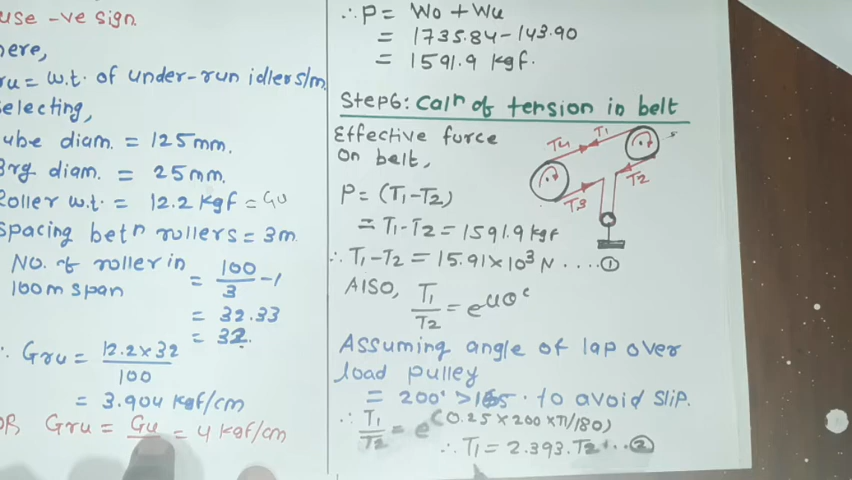 use -ve sign.
here,
ru = w.t. of under-run idlers/m.
selecting,
ube diam. = 125mm.
Brg diam. = 25mm.
Roller w.t. = 12.2 kgf = Gu
spacing betn rollers = 3m.
No. of roller in
100m span = 100/3 - 1
= 32.33
= 32.
∴ Gru = 12.2 x 32 / 100
= 3.904 kgf/cm
OR Gru = Gu = 4 kgf/cm
∴ P = Wo + Wu
= 1735.84 - 143.90
= 1591.9 kgf.
Step6: Caln of tension in belt
Effective force
on belt,
T4 T1
T3 T2
P = (T1 - T2)
= T1 - T2 = 1591.9 kgf
∴ T1 - T2 = 15.91 x 10³ N .... ①
Also, T1/T2 = e^uθ^c
Assuming angle of lap over
load pulley
= 200° > 165. to avoid slip.
∴ T1/T2 = e^(0.25 x 200 x π/180)
∴ T1 = 2.393. T2 ... ②